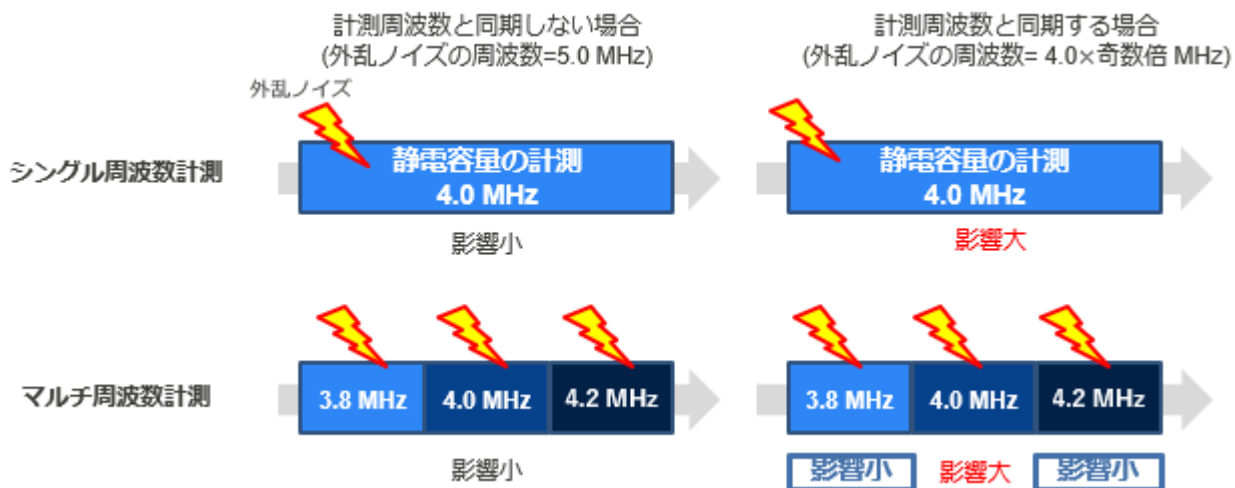 計測周波数と同期しない場合
(外乱ノイズの周波数=5.0 MHz)
計測周波数と同期する場合
(外乱ノイズの周波数= 4.0×奇数倍 MHz)
外乱ノイズ
シングル周波数計測
静電容量の計測
4.0 MHz
静電容量の計測
4.0 MHz
影響小
影響大
マルチ周波数計測
3.8 MHz
4.0 MHz
4.2 MHz
3.8 MHz
4.0 MHz
4.2 MHz
影響小
影響小
影響大
影響小